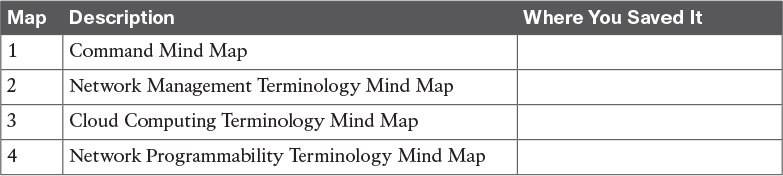 Map Description Where You Saved It
1 Command Mind Map
2 Network Management Terminology Mind Map
3 Cloud Computing Terminology Mind Map
4 Network Programmability Terminology Mind Map